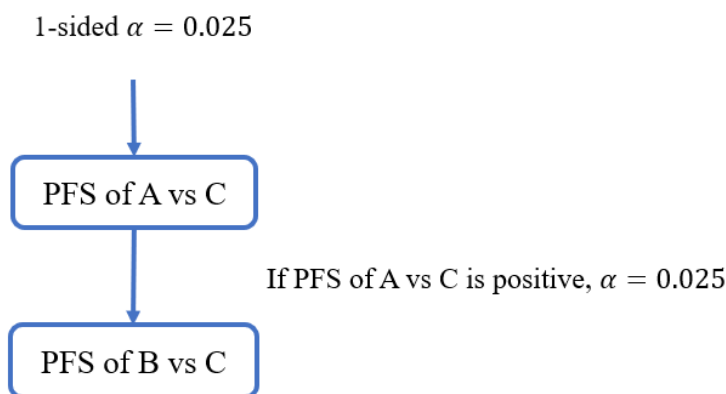 1-sided α = 0.025
PFS of A vs C
If PFS of A vs C is positive, α = 0.025
PFS of B vs C